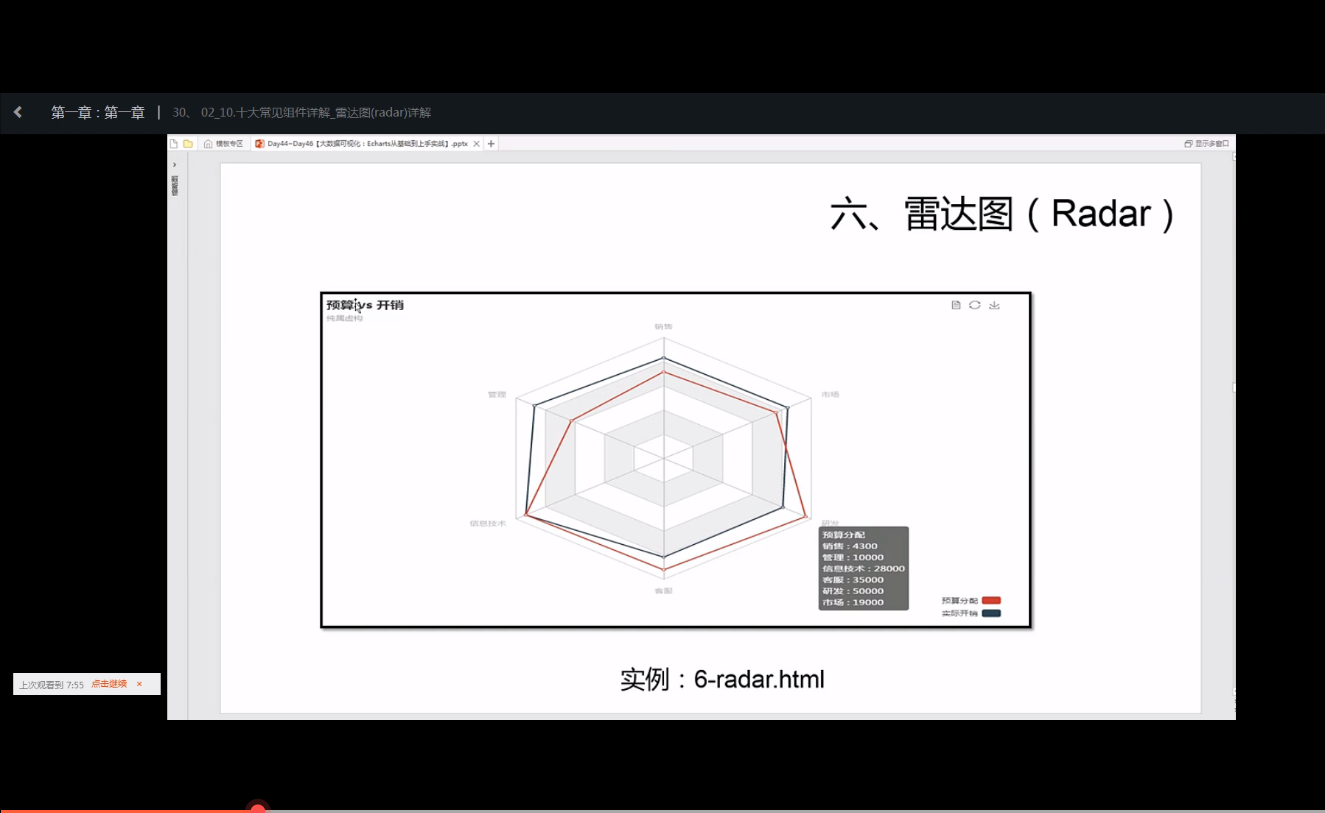 第一章：第一章 | 30、 02_10.十大常见组件详解_雷达图(radar)详解
模板专区
Day44~Day46【大数据可视化：Echarts从基础到上手实战】.pptx
显示多窗口
六、雷达图（Radar）
预算 vs 开销
纯属虚构
销售
管理
市场
信息技术
研发
客服
预算分配
销售：4300
管理：10000
信息技术：28000
客服：35000
研发：50000
市场：19000
预算分配
实际开销
实例：6-radar.html
上次观看到 7:55 点击继续 ×